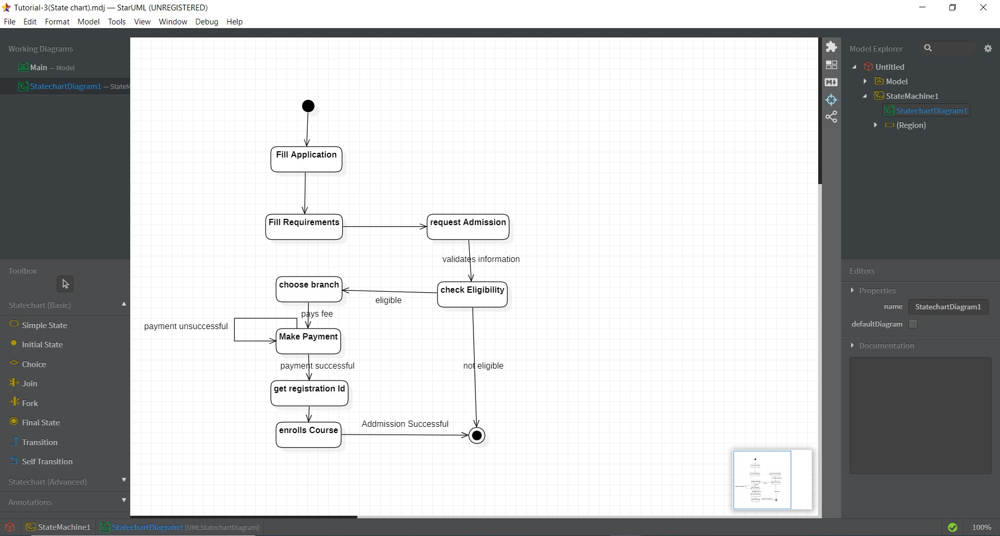 Tutorial-3(State chart).mdj — StarUML (UNREGISTERED)
File Edit Format Model Tools View Window Debug Help
Working Diagrams
Main — Model
StatechartDiagram1 — StateM
Toolbox
Statechart (Basic)
Simple State
Initial State
Choice
Join
Fork
Final State
Transition
Self Transition
Statechart (Advanced)
Annotations
Fill Application
Fill Requirements
request Admission
validates information
choose branch
check Eligibility
eligible
pays fee
payment unsuccessful
Make Payment
payment successful
not eligible
get registration Id
Addmission Successful
enrolls Course
M
Model Explorer
Untitled
Model
StateMachine1
StatechartDiagram1
(Region)
Editors
Properties
name StatechartDiagram1
defaultDiagram
Documentation
StateMachine1 StatechartDiagram1 [UMLStatechartDiagram] 100%